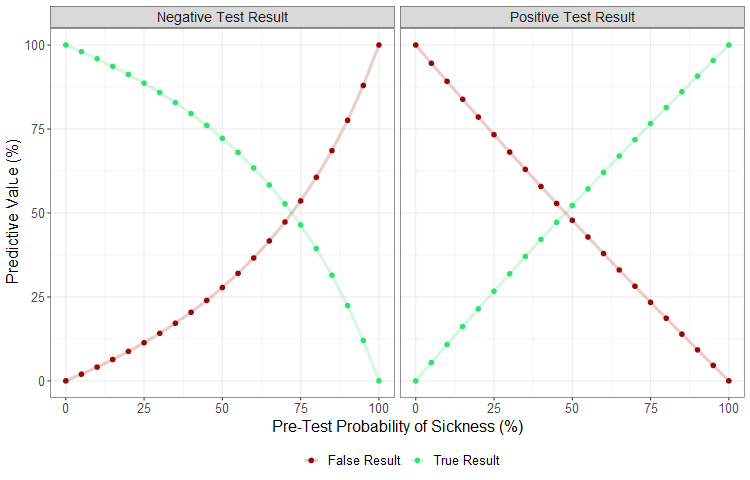 Negative Test Result
Positive Test Result
Predictive Value (%)
100
75
50
25
0
0 25 50 75 100
0 25 50 75 100
Pre-Test Probability of Sickness (%)
False Result True Result